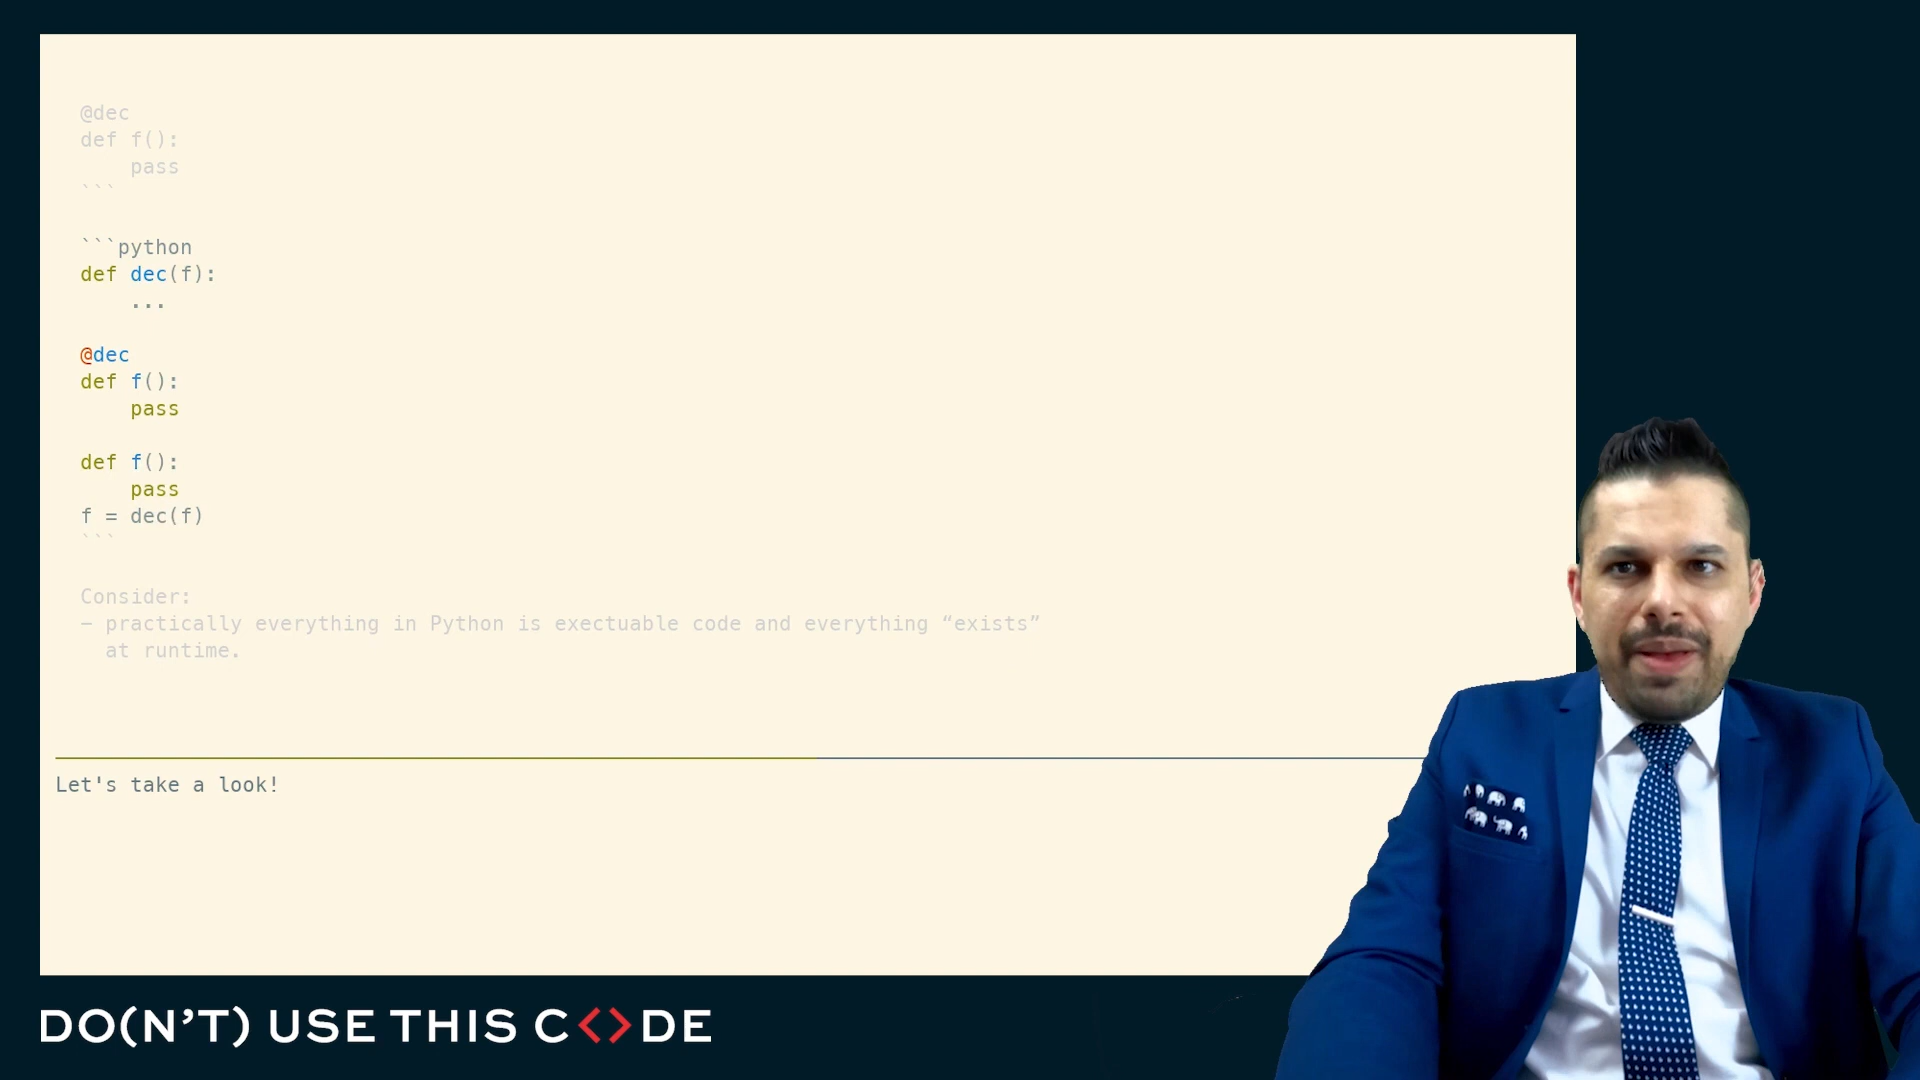 @dec
def f():
    pass
```
```python
def dec(f):
    ...
@dec
def f():
    pass
def f():
    pass
f = dec(f)
```
Consider:
– practically everything in Python is exectuable code and everything “exists”
  at runtime.
Let's take a look!
DO(N’T) USE THIS C<>DE